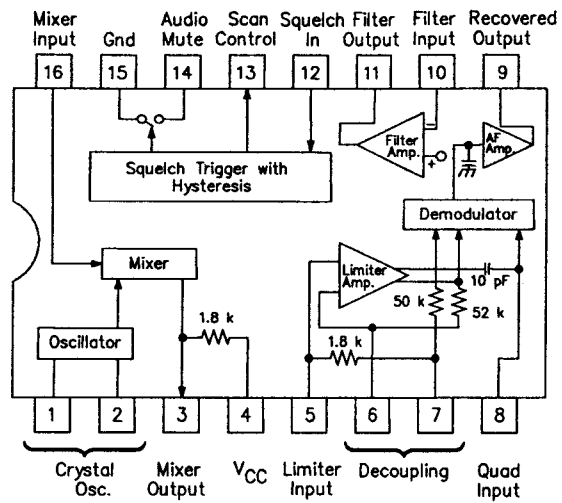 Mixer Input
Gnd
Audio Mute
Scan Control
Squelch In
Filter Output
Filter Input
Recovered Output
16
15
14
13
12
11
10
9
Squelch Trigger with Hysteresis
Filter Amp.
+
AF Amp.
Demodulator
Mixer
Limiter Amp.
10 pF
50 k
52 k
1.8 k
1.8 k
Oscillator
1
2
3
4
5
6
7
8
Crystal Osc.
Mixer Output
VCC
Limiter Input
Decoupling
Quad Input